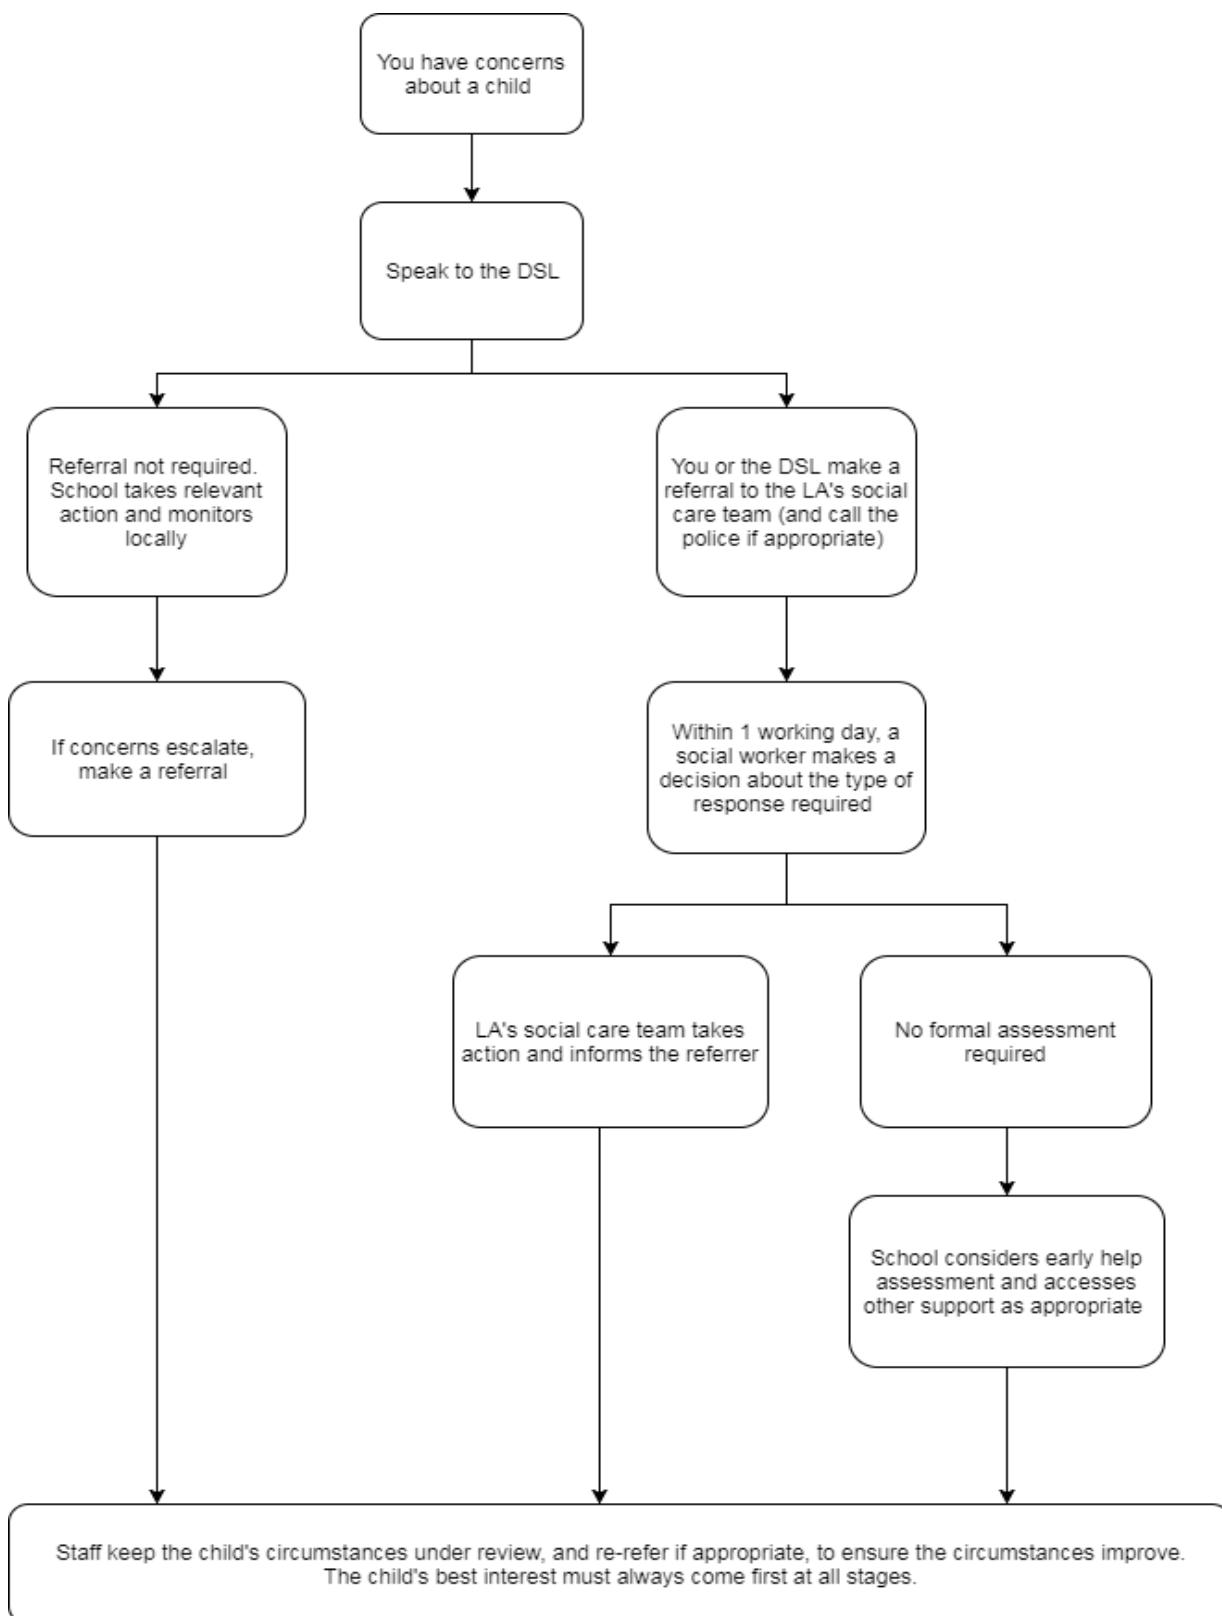 You have concerns
about a child
Speak to the DSL
Referral not required.
School takes relevant
action and monitors
locally
You or the DSL make a
referral to the LA's social
care team (and call the
police if appropriate)
If concerns escalate,
make a referral
Within 1 working day, a
social worker makes a
decision about the type of
response required
LA's social care team takes
action and informs the referrer
No formal assessment
required
School considers early help
assessment and accesses
other support as appropriate
Staff keep the child's circumstances under review, and re-refer if appropriate, to ensure the circumstances improve.
The child's best interest must always come first at all stages.